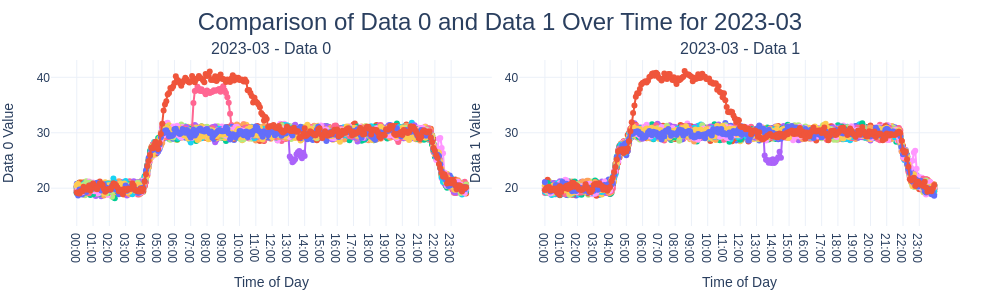 Comparison of Data 0 and Data 1 Over Time for 2023-03
2023-03 - Data 0
2023-03 - Data 1
Data 0 Value
40
30
20
00:00 01:00 02:00 03:00 04:00 05:00 06:00 07:00 08:00 09:00 10:00 11:00 12:00 13:00 14:00 15:00 16:00 17:00 18:00 19:00 20:00 21:00 22:00 23:00
Time of Day
Data 1 Value
40
30
20
00:00 01:00 02:00 03:00 04:00 05:00 06:00 07:00 08:00 09:00 10:00 11:00 12:00 13:00 14:00 15:00 16:00 17:00 18:00 19:00 20:00 21:00 22:00 23:00
Time of Day